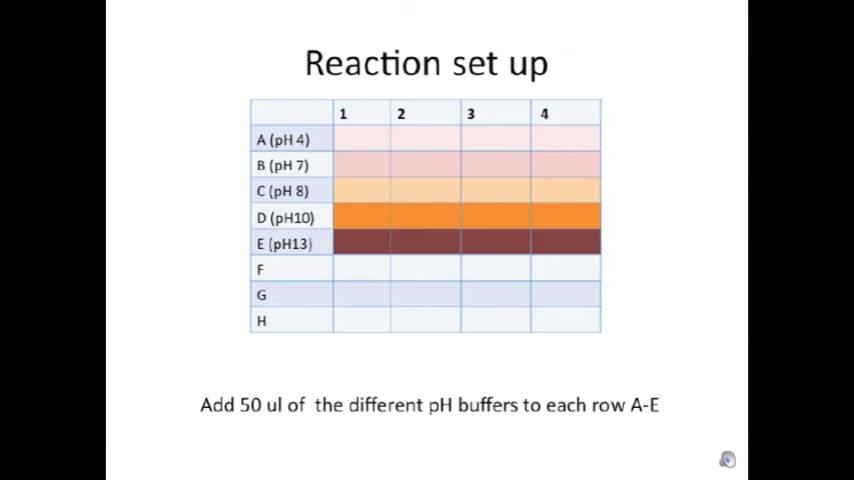 Reaction set up
1 2 3 4
A (pH 4)
B (pH 7)
C (pH 8)
D (pH10)
E (pH13)
F
G
H
Add 50 ul of the different pH buffers to each row A-E